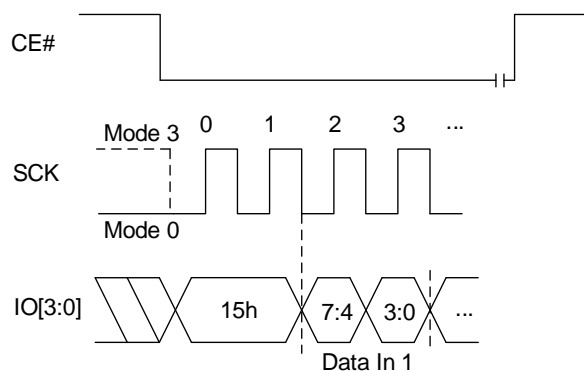 CE#
0 1 2 3 ...
Mode 3
SCK
Mode 0
IO[3:0] 15h 7:4 3:0 ...
Data In 1